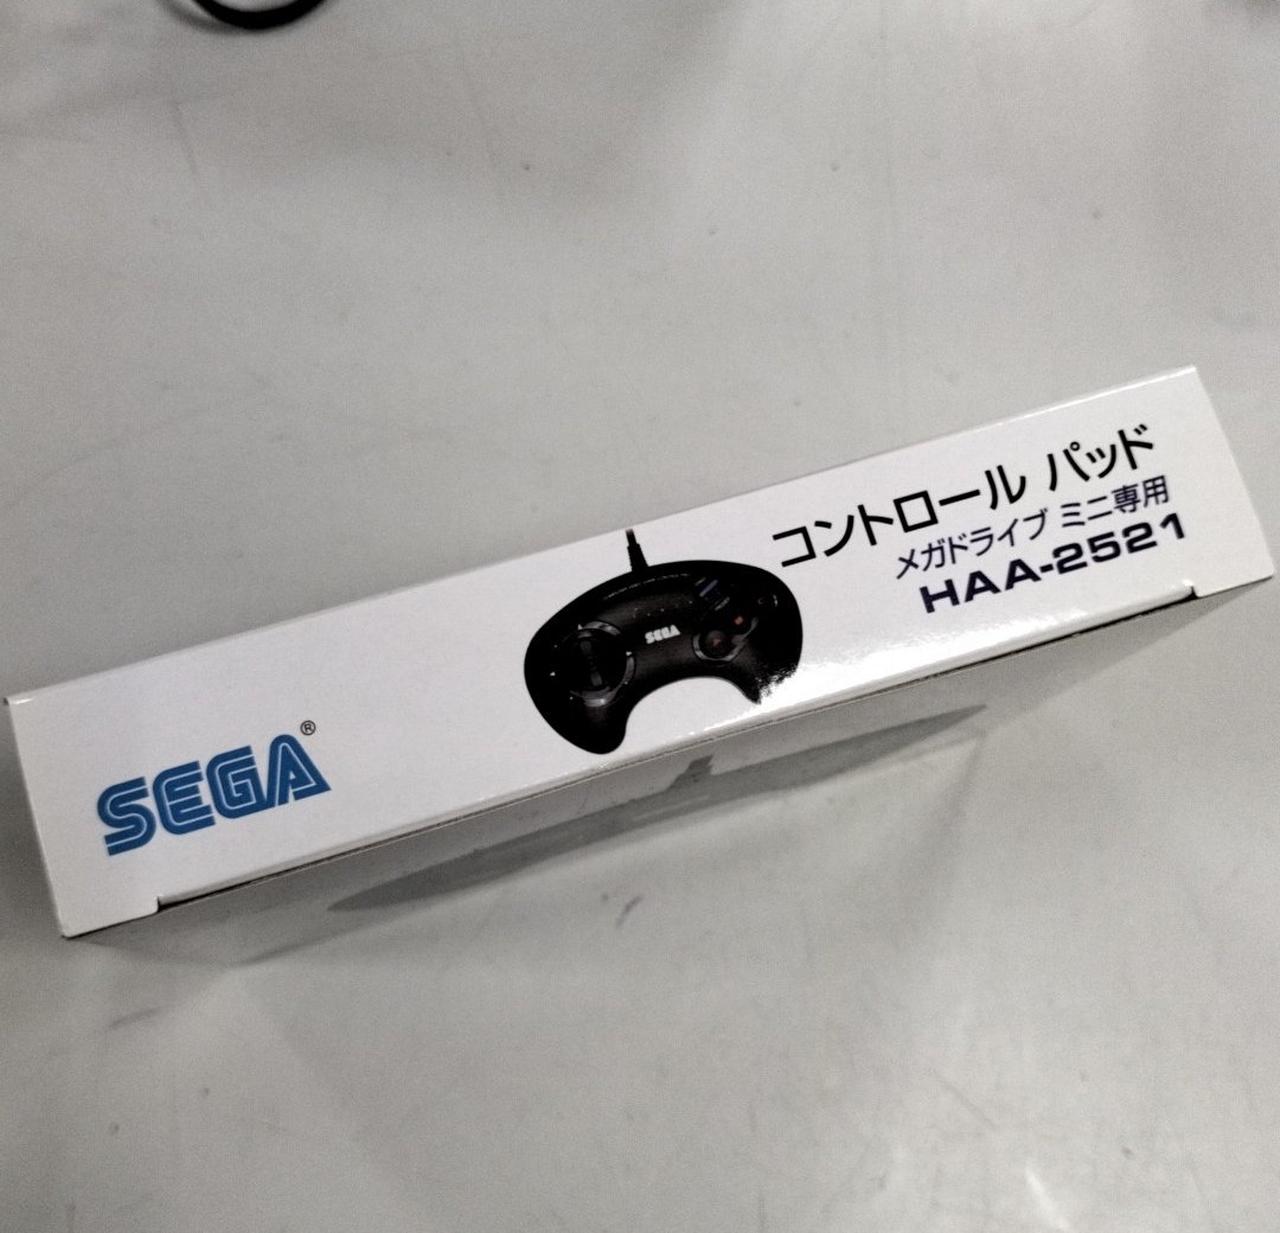 SEGA®
SEGA
コントロール パッド
メガドライブ ミニ専用
HAA-2521